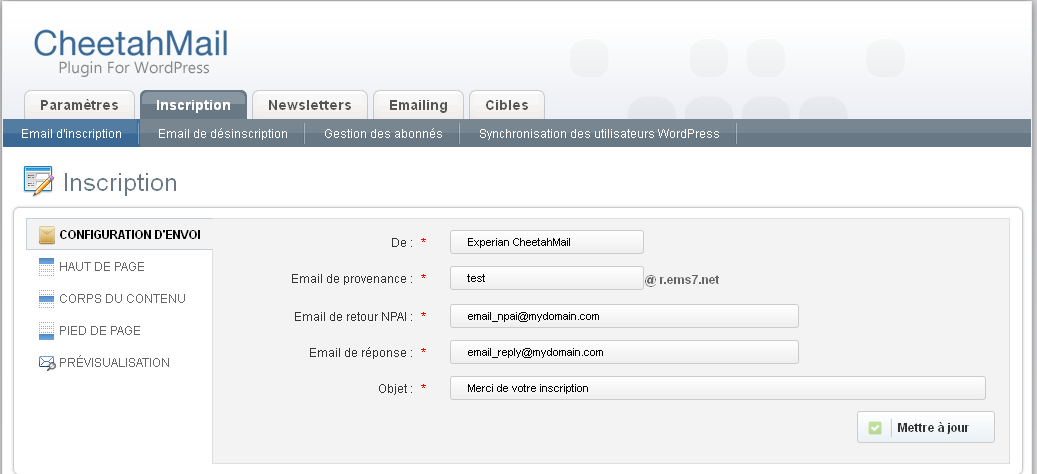 CheetahMail
Plugin For WordPress
Paramètres Inscription Newsletters Emailing Cibles
Email d'inscription Email de désinscription Gestion des abonnés Synchronisation des utilisateurs WordPress
Inscription
CONFIGURATION D'ENVOI
HAUT DE PAGE
CORPS DU CONTENU
PIED DE PAGE
PRÉVISUALISATION
De : * Experian CheetahMail
Email de provenance : * test @ r.ems7.net
Email de retour NPAI : * email_npai@mydomain.com
Email de réponse : * email_reply@mydomain.com
Objet : * Merci de votre inscription
Mettre à jour